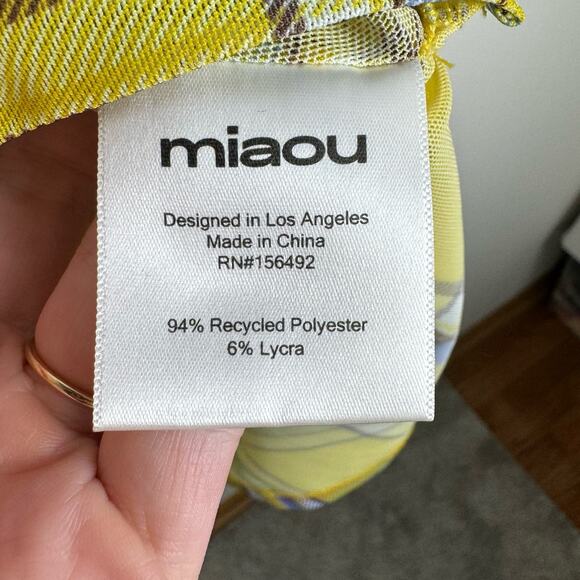 miaou
Designed in Los Angeles
Made in China
RN#156492
94% Recycled Polyester
6% Lycra